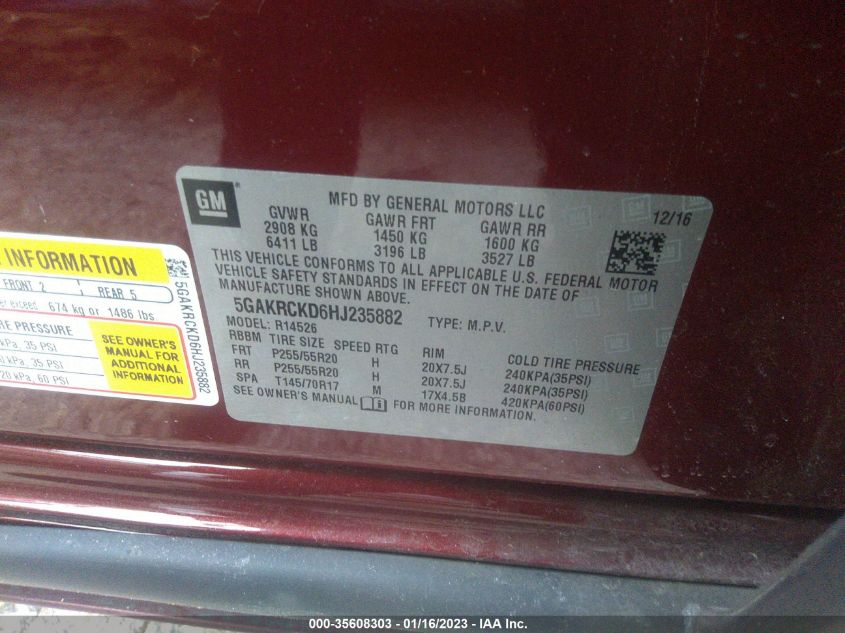 GM
MFD BY GENERAL MOTORS LLC 12/16
GVWR GAWR FRT GAWR RR
2908 KG 1450 KG 1600 KG
6411 LB 3196 LB 3527 LB
THIS VEHICLE CONFORMS TO ALL APPLICABLE U.S. FEDERAL MOTOR
VEHICLE SAFETY STANDARDS IN EFFECT ON THE DATE OF
MANUFACTURE SHOWN ABOVE.
5GAKRCKD6HJ235882 TYPE: M.P.V.
MODEL: R14526
RBBM TIRE SIZE SPEED RTG RIM COLD TIRE PRESSURE
FRT P255/55R20 H 20X7.5J 240KPA(35PSI)
RR P255/55R20 H 20X7.5J 240KPA(35PSI)
SPA T145/70R17 M 17X4.5B 420KPA(60PSI)
SEE OWNER'S MANUAL FOR MORE INFORMATION.
INFORMATION
FRONT 2 REAR 5
exceed 674 kg or 1486 lbs
RE PRESSURE
kPa, 35 PSI
kPa, 35 PSI
20 kPa, 60 PSI
SEE OWNER'S
MANUAL FOR
ADDITIONAL
INFORMATION
5GAKRCKD6HJ235882
000-35608303 - 01/16/2023 - IAA Inc.